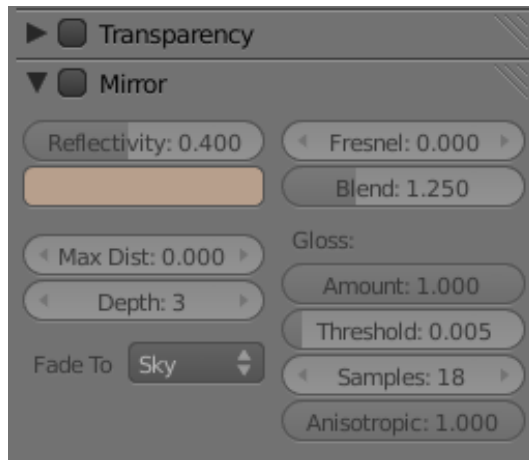 Transparency
Mirror
Reflectivity: 0.400
Fresnel: 0.000
Blend: 1.250
Max Dist: 0.000
Depth: 3
Fade To Sky
Gloss:
Amount: 1.000
Threshold: 0.005
Samples: 18
Anisotropic: 1.000